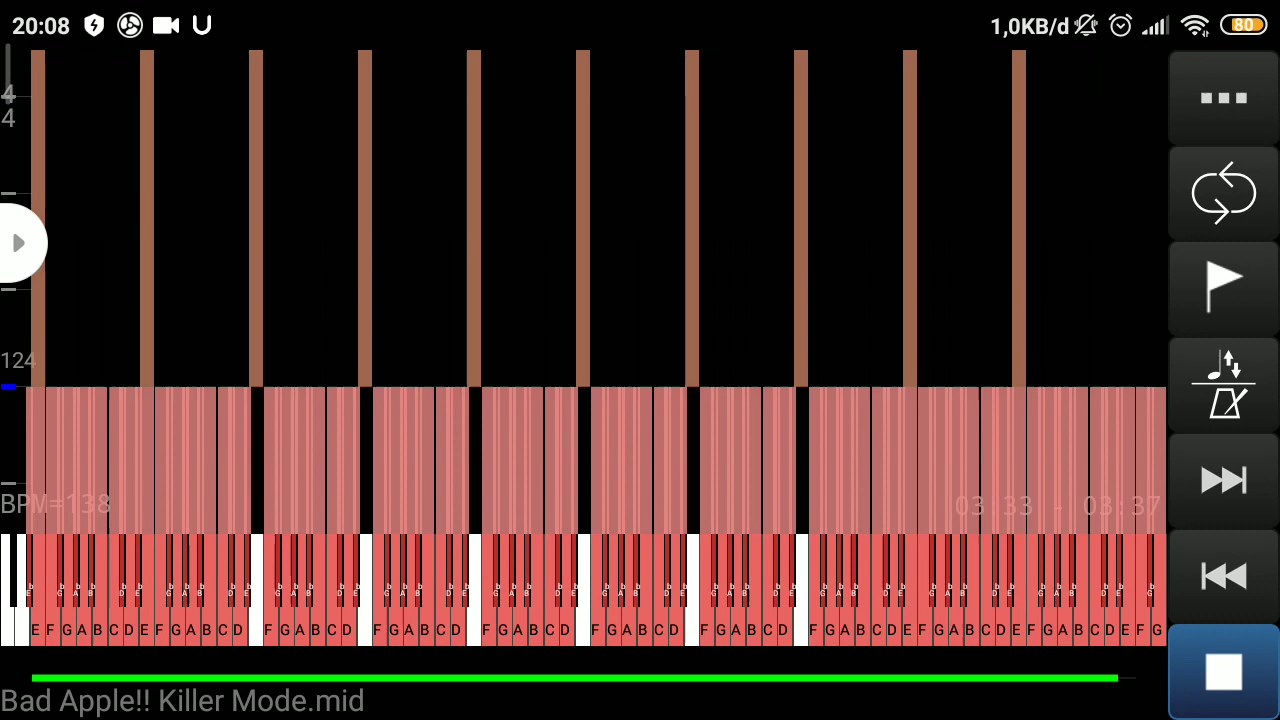 20:08 1,0KB/d 80
4
4
124
BPM=138 03:33 - 03:37
b b b b b b b b b b b b b b b b b b b b b b b b b b b b b b b b b b b b b b b b b b b b b b b b b b b b
E G A B D E G A B D E G A B D E G A B D E G A B D E G A B D E G A B D E G A B D E G A B D E G A B D E G
E F G A B C D E F G A B C D F G A B C D F G A B C D F G A B C D F G A B C D F G A B C D F G A B C D E F G A B C D E F G A B C D E F G
Bad Apple!! Killer Mode.mid